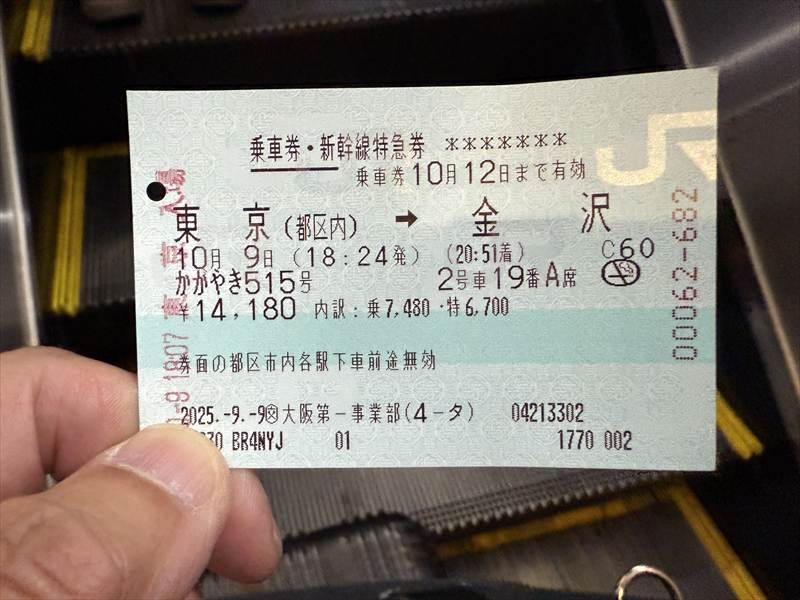 乗車券・新幹線特急券 *******
乗車券10月12日まで有効
JR
東京(都区内) → 金沢
10月 9日 (18:24発) (20:51着) C60
かがやき515号 2号車19番A席
¥14,180 内訳:乗7,480・特6,700
券面の都区市内各駅下車前途無効
2025.-9.-9 大阪第一事業部(4-タ) 04213302
BR4NYJ 01 1770 002
00062-682